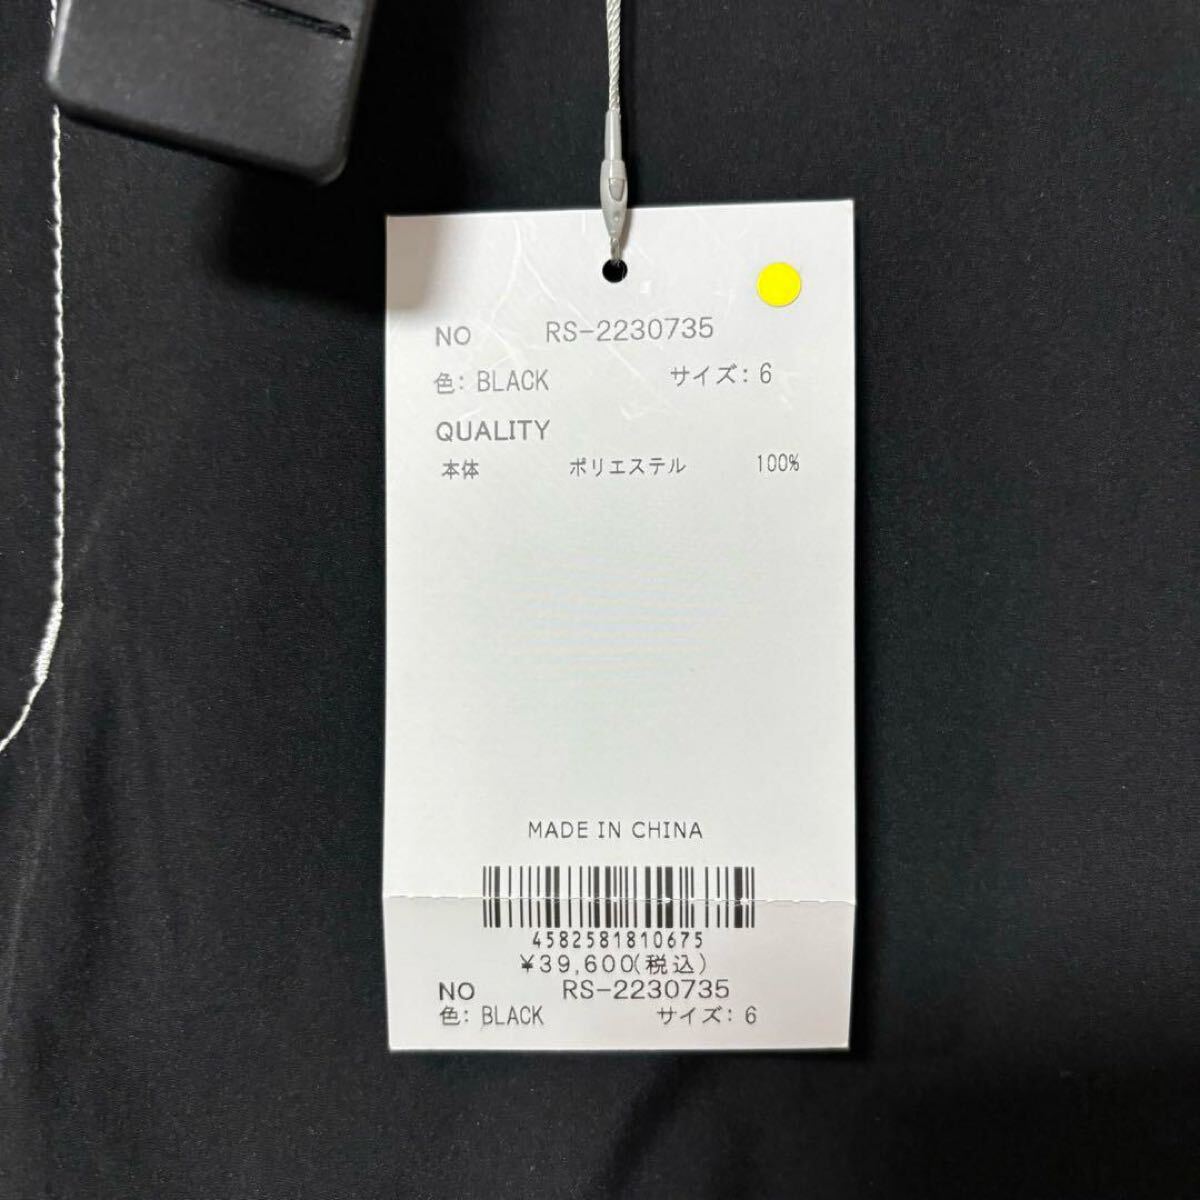 NO RS-2230735
色: BLACK サイズ: 6
QUALITY
本体 ポリエステル 100%
MADE IN CHINA
4582581810675
¥39,600(税込)
NO RS-2230735
色: BLACK サイズ: 6